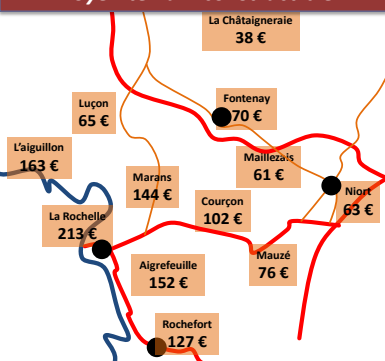 La Châtaigneraie
38 €
Fontenay
70 €
Luçon
65 €
L'aiguillon
163 €
Maillezais
61 €
Marans
144 €
Niort
63 €
Courçon
102 €
La Rochelle
213 €
Mauzé
76 €
Aigrefeuille
152 €
Rochefort
127 €